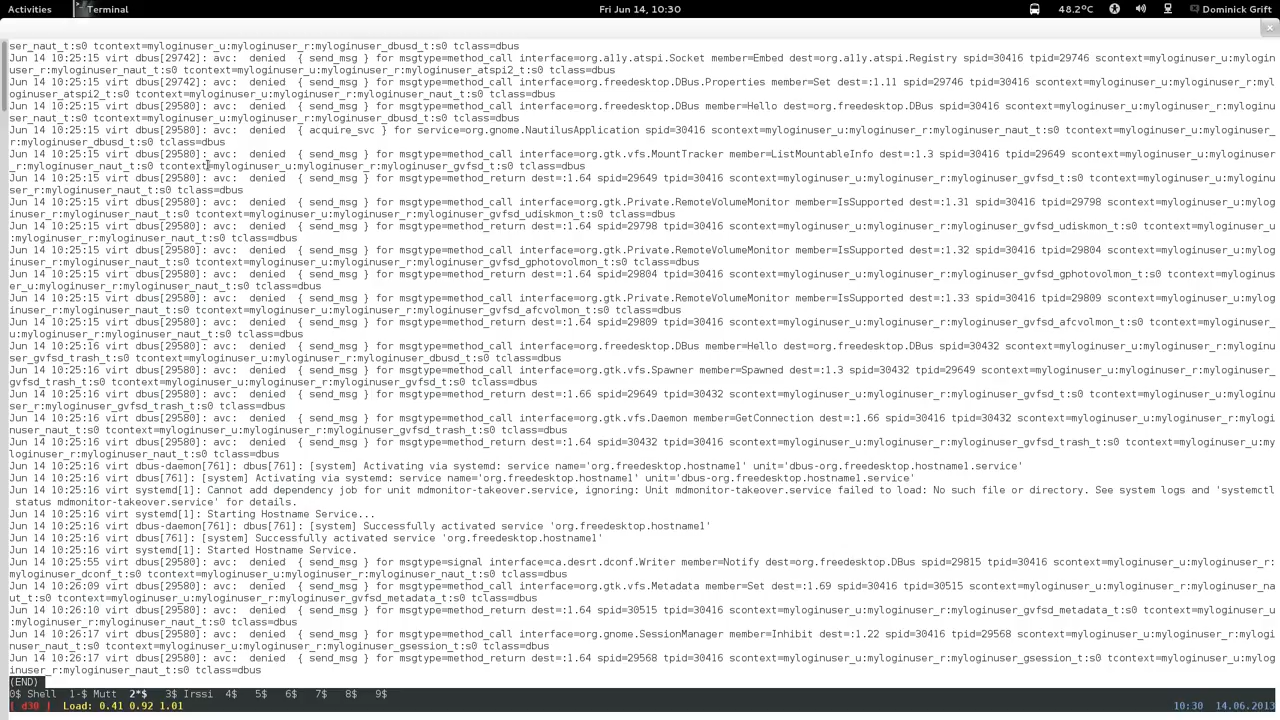 Activities Terminal Fri Jun 14, 10:30 48.2°C Dominick Grift
ser_naut_t:s0 tcontext=myloginuser_u:myloginuser_r:myloginuser_dbusd_t:s0 tclass=dbus
Jun 14 10:25:15 virt dbus[29742]: avc:  denied  { send_msg } for msgtype=method_call interface=org.a11y.atspi.Socket member=Embed dest=org.a11y.atspi.Registry spid=30416 tpid=29746 scontext=myloginuser_u:mylogin
user_r:myloginuser_naut_t:s0 tcontext=myloginuser_u:myloginuser_r:myloginuser_atspi2_t:s0 tclass=dbus
Jun 14 10:25:15 virt dbus[29742]: avc:  denied  { send_msg } for msgtype=method_call interface=org.freedesktop.DBus.Properties member=Set dest=:1.11 spid=29746 tpid=30416 scontext=myloginuser_u:myloginuser_r:myl
oginuser_atspi2_t:s0 tcontext=myloginuser_u:myloginuser_r:myloginuser_naut_t:s0 tclass=dbus
Jun 14 10:25:15 virt dbus[29580]: avc:  denied  { send_msg } for msgtype=method_call interface=org.freedesktop.DBus member=Hello dest=org.freedesktop.DBus spid=30416 scontext=myloginuser_u:myloginuser_r:myloginu
ser_naut_t:s0 tcontext=myloginuser_u:myloginuser_r:myloginuser_dbusd_t:s0 tclass=dbus
Jun 14 10:25:15 virt dbus[29580]: avc:  denied  { acquire_svc } for service=org.gnome.NautilusApplication spid=30416 scontext=myloginuser_u:myloginuser_r:myloginuser_naut_t:s0 tcontext=myloginuser_u:myloginuser_
r:myloginuser_dbusd_t:s0 tclass=dbus
Jun 14 10:25:15 virt dbus[29580]: avc:  denied  { send_msg } for msgtype=method_call interface=org.gtk.vfs.MountTracker member=ListMountableInfo dest=:1.3 spid=30416 tpid=29649 scontext=myloginuser_u:myloginuser
_r:myloginuser_naut_t:s0 tcontext=myloginuser_u:myloginuser_r:myloginuser_gvfsd_t:s0 tclass=dbus
Jun 14 10:25:15 virt dbus[29580]: avc:  denied  { send_msg } for msgtype=method_return dest=:1.64 spid=29649 tpid=30416 scontext=myloginuser_u:myloginuser_r:myloginuser_gvfsd_t:s0 tcontext=myloginuser_u:myloginu
ser_r:myloginuser_naut_t:s0 tclass=dbus
Jun 14 10:25:15 virt dbus[29580]: avc:  denied  { send_msg } for msgtype=method_call interface=org.gtk.Private.RemoteVolumeMonitor member=IsSupported dest=:1.31 spid=30416 tpid=29798 scontext=myloginuser_u:mylog
inuser_r:myloginuser_naut_t:s0 tcontext=myloginuser_u:myloginuser_r:myloginuser_gvfsd_udiskmon_t:s0 tclass=dbus
Jun 14 10:25:15 virt dbus[29580]: avc:  denied  { send_msg } for msgtype=method_return dest=:1.64 spid=29798 tpid=30416 scontext=myloginuser_u:myloginuser_r:myloginuser_gvfsd_udiskmon_t:s0 tcontext=myloginuser_u
:myloginuser_r:myloginuser_naut_t:s0 tclass=dbus
Jun 14 10:25:15 virt dbus[29580]: avc:  denied  { send_msg } for msgtype=method_call interface=org.gtk.Private.RemoteVolumeMonitor member=IsSupported dest=:1.32 spid=30416 tpid=29804 scontext=myloginuser_u:mylog
inuser_r:myloginuser_naut_t:s0 tcontext=myloginuser_u:myloginuser_r:myloginuser_gvfsd_gphotovolmon_t:s0 tclass=dbus
Jun 14 10:25:15 virt dbus[29580]: avc:  denied  { send_msg } for msgtype=method_return dest=:1.64 spid=29804 tpid=30416 scontext=myloginuser_u:myloginuser_r:myloginuser_gvfsd_gphotovolmon_t:s0 tcontext=myloginus
er_u:myloginuser_r:myloginuser_naut_t:s0 tclass=dbus
Jun 14 10:25:15 virt dbus[29580]: avc:  denied  { send_msg } for msgtype=method_call interface=org.gtk.Private.RemoteVolumeMonitor member=IsSupported dest=:1.33 spid=30416 tpid=29809 scontext=myloginuser_u:mylog
inuser_r:myloginuser_naut_t:s0 tcontext=myloginuser_u:myloginuser_r:myloginuser_gvfsd_afcvolmon_t:s0 tclass=dbus
Jun 14 10:25:15 virt dbus[29580]: avc:  denied  { send_msg } for msgtype=method_return dest=:1.64 spid=29809 tpid=30416 scontext=myloginuser_u:myloginuser_r:myloginuser_gvfsd_afcvolmon_t:s0 tcontext=myloginuser_
u:myloginuser_r:myloginuser_naut_t:s0 tclass=dbus
Jun 14 10:25:16 virt dbus[29580]: avc:  denied  { send_msg } for msgtype=method_call interface=org.freedesktop.DBus member=Hello dest=org.freedesktop.DBus spid=30432 scontext=myloginuser_u:myloginuser_r:myloginu
ser_gvfsd_trash_t:s0 tcontext=myloginuser_u:myloginuser_r:myloginuser_dbusd_t:s0 tclass=dbus
Jun 14 10:25:16 virt dbus[29580]: avc:  denied  { send_msg } for msgtype=method_call interface=org.gtk.vfs.Spawner member=Spawned dest=:1.3 spid=30432 tpid=29649 scontext=myloginuser_u:myloginuser_r:myloginuser_
gvfsd_trash_t:s0 tcontext=myloginuser_u:myloginuser_r:myloginuser_gvfsd_t:s0 tclass=dbus
Jun 14 10:25:16 virt dbus[29580]: avc:  denied  { send_msg } for msgtype=method_return dest=:1.66 spid=29649 tpid=30432 scontext=myloginuser_u:myloginuser_r:myloginuser_gvfsd_t:s0 tcontext=myloginuser_u:myloginu
ser_r:myloginuser_gvfsd_trash_t:s0 tclass=dbus
Jun 14 10:25:16 virt dbus[29580]: avc:  denied  { send_msg } for msgtype=method_call interface=org.gtk.vfs.Daemon member=GetConnection dest=:1.66 spid=30416 tpid=30432 scontext=myloginuser_u:myloginuser_r:mylogi
nuser_naut_t:s0 tcontext=myloginuser_u:myloginuser_r:myloginuser_gvfsd_trash_t:s0 tclass=dbus
Jun 14 10:25:16 virt dbus[29580]: avc:  denied  { send_msg } for msgtype=method_return dest=:1.64 spid=30432 tpid=30416 scontext=myloginuser_u:myloginuser_r:myloginuser_gvfsd_trash_t:s0 tcontext=myloginuser_u:my
loginuser_r:myloginuser_naut_t:s0 tclass=dbus
Jun 14 10:25:16 virt dbus-daemon[761]: dbus[761]: [system] Activating via systemd: service name='org.freedesktop.hostname1' unit='dbus-org.freedesktop.hostname1.service'
Jun 14 10:25:16 virt dbus[761]: [system] Activating via systemd: service name='org.freedesktop.hostname1' unit='dbus-org.freedesktop.hostname1.service'
Jun 14 10:25:16 virt systemd[1]: Cannot add dependency job for unit mdmonitor-takeover.service, ignoring: Unit mdmonitor-takeover.service failed to load: No such file or directory. See system logs and 'systemctl
status mdmonitor-takeover.service' for details.
Jun 14 10:25:16 virt systemd[1]: Starting Hostname Service...
Jun 14 10:25:16 virt dbus-daemon[761]: dbus[761]: [system] Successfully activated service 'org.freedesktop.hostname1'
Jun 14 10:25:16 virt dbus[761]: [system] Successfully activated service 'org.freedesktop.hostname1'
Jun 14 10:25:16 virt systemd[1]: Started Hostname Service.
Jun 14 10:25:55 virt dbus[29580]: avc:  denied  { send_msg } for msgtype=signal interface=ca.desrt.dconf.Writer member=Notify dest=org.freedesktop.DBus spid=29815 tpid=30416 scontext=myloginuser_u:myloginuser_r:
myloginuser_dconf_t:s0 tcontext=myloginuser_u:myloginuser_r:myloginuser_naut_t:s0 tclass=dbus
Jun 14 10:26:09 virt dbus[29580]: avc:  denied  { send_msg } for msgtype=method_call interface=org.gtk.vfs.Metadata member=Set dest=:1.69 spid=30416 tpid=30515 scontext=myloginuser_u:myloginuser_r:myloginuser_na
ut_t:s0 tcontext=myloginuser_u:myloginuser_r:myloginuser_gvfsd_metadata_t:s0 tclass=dbus
Jun 14 10:26:10 virt dbus[29580]: avc:  denied  { send_msg } for msgtype=method_return dest=:1.64 spid=30515 tpid=30416 scontext=myloginuser_u:myloginuser_r:myloginuser_gvfsd_metadata_t:s0 tcontext=myloginuser_u
:myloginuser_r:myloginuser_naut_t:s0 tclass=dbus
Jun 14 10:26:17 virt dbus[29580]: avc:  denied  { send_msg } for msgtype=method_call interface=org.gnome.SessionManager member=Inhibit dest=:1.22 spid=30416 tpid=29568 scontext=myloginuser_u:myloginuser_r:mylogi
nuser_naut_t:s0 tcontext=myloginuser_u:myloginuser_r:myloginuser_gsession_t:s0 tclass=dbus
Jun 14 10:26:17 virt dbus[29580]: avc:  denied  { send_msg } for msgtype=method_return dest=:1.64 spid=29568 tpid=30416 scontext=myloginuser_u:myloginuser_r:myloginuser_gsession_t:s0 tcontext=myloginuser_u:mylog
inuser_r:myloginuser_naut_t:s0 tclass=dbus
(END)
0$ Shell  1-$ Mutt  2*$  3$ Irssi  4$  5$  6$  7$  8$  9$
[ d30 ] Load: 0.41 0.92 1.01 10:30 14.06.2013